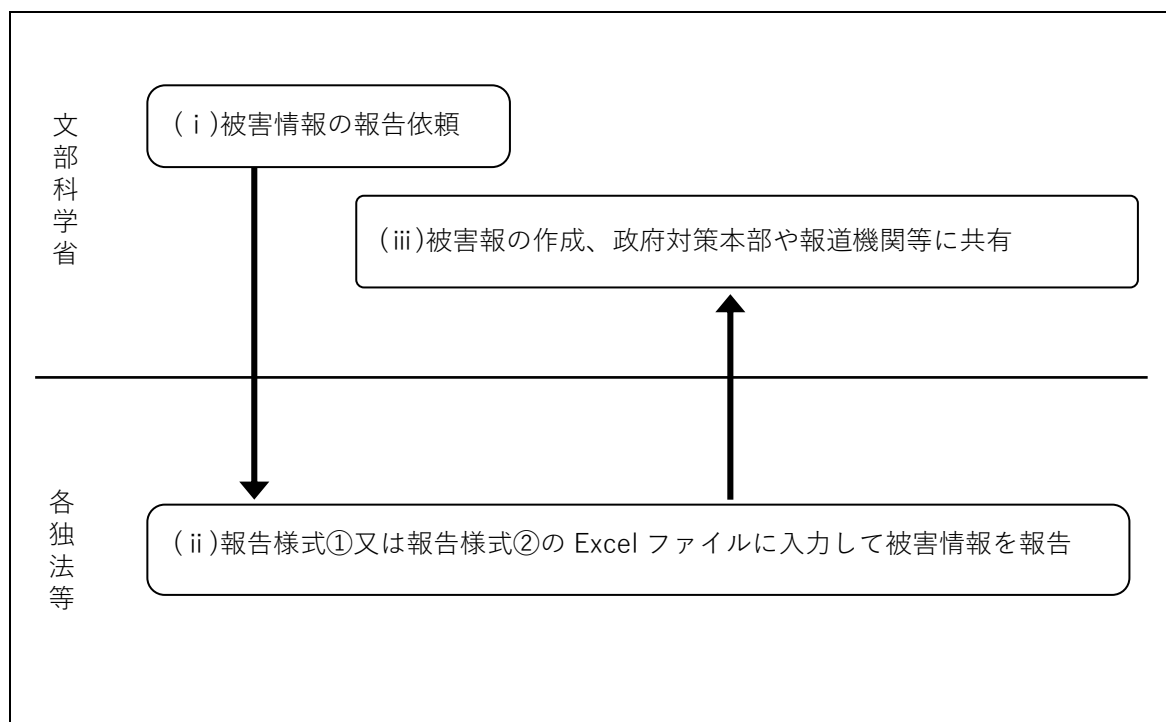 文部科学省
(ⅰ)被害情報の報告依頼
(ⅲ)被害報の作成、政府対策本部や報道機関等に共有
各独法等
(ⅱ)報告様式①又は報告様式②の Excel ファイルに入力して被害情報を報告